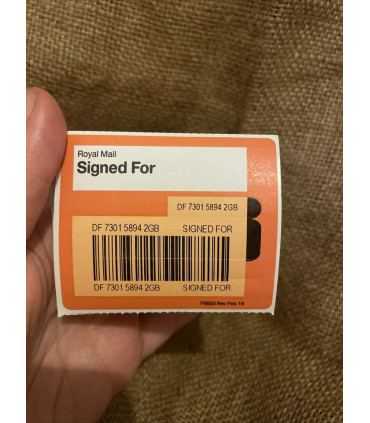 Royal Mail
Signed For
DF 7301 5894 2GB
DF 7301 5894 2GB SIGNED FOR
DF 7301 5894 2GB SIGNED FOR